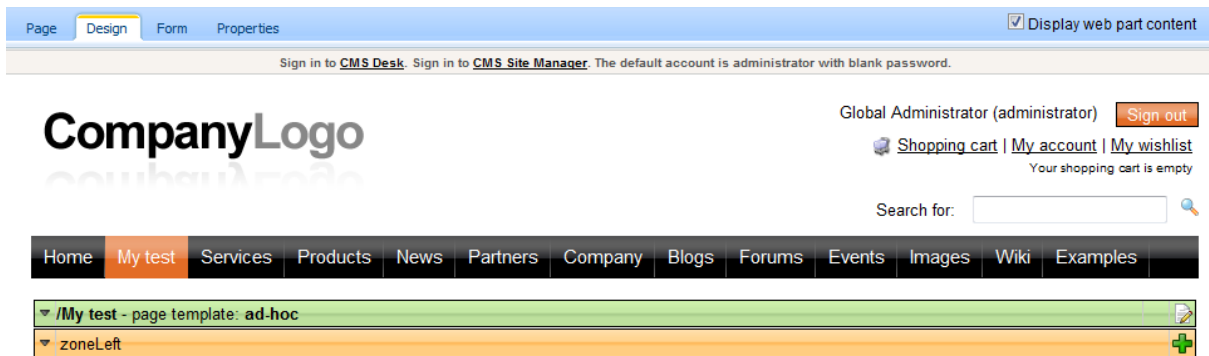 Page Design Form Properties Display web part content
Sign in to CMS Desk. Sign in to CMS Site Manager. The default account is administrator with blank password.
CompanyLogo
Global Administrator (administrator) Sign out
Shopping cart | My account | My wishlist
Your shopping cart is empty
Search for:
Home My test Services Products News Partners Company Blogs Forums Events Images Wiki Examples
/My test - page template: ad-hoc
zoneLeft